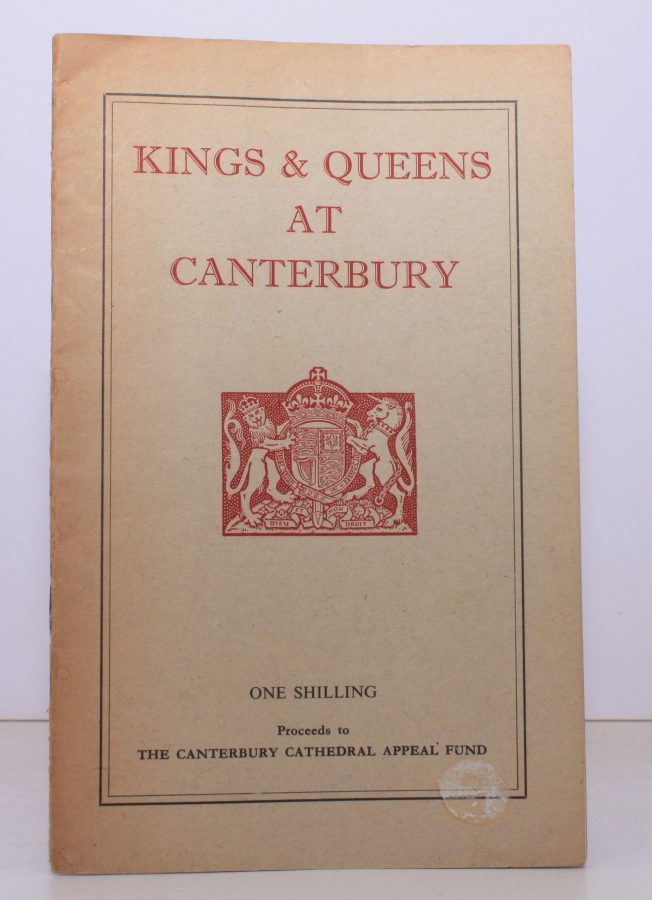 KINGS & QUEENS
AT
CANTERBURY
DIEU ET MON DROIT
ONE SHILLING
Proceeds to
THE CANTERBURY CATHEDRAL APPEAL FUND